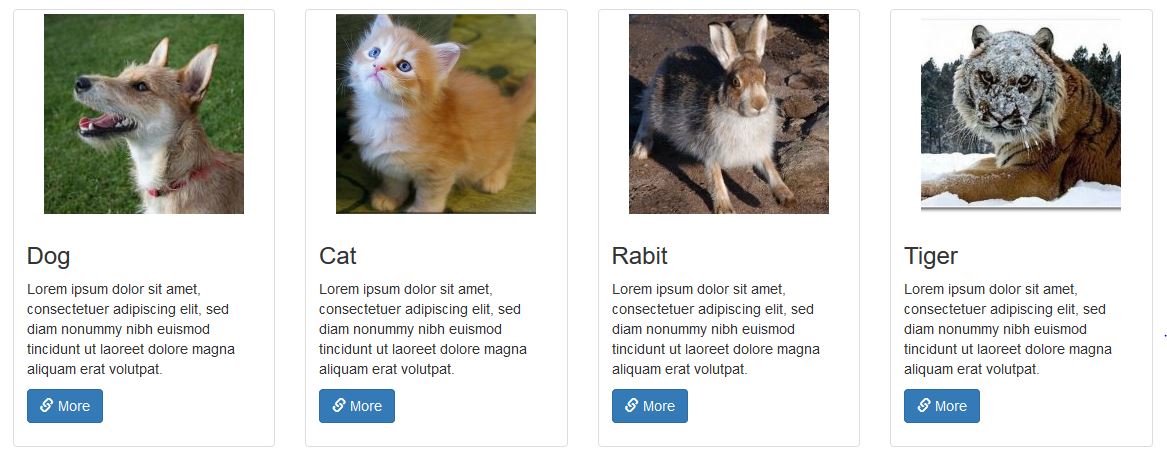 Dog
Lorem ipsum dolor sit amet,
consectetuer adipiscing elit, sed
diam nonummy nibh euismod
tincidunt ut laoreet dolore magna
aliquam erat volutpat.
More
Cat
Lorem ipsum dolor sit amet,
consectetuer adipiscing elit, sed
diam nonummy nibh euismod
tincidunt ut laoreet dolore magna
aliquam erat volutpat.
More
Rabit
Lorem ipsum dolor sit amet,
consectetuer adipiscing elit, sed
diam nonummy nibh euismod
tincidunt ut laoreet dolore magna
aliquam erat volutpat.
More
Tiger
Lorem ipsum dolor sit amet,
consectetuer adipiscing elit, sed
diam nonummy nibh euismod
tincidunt ut laoreet dolore magna
aliquam erat volutpat.
More